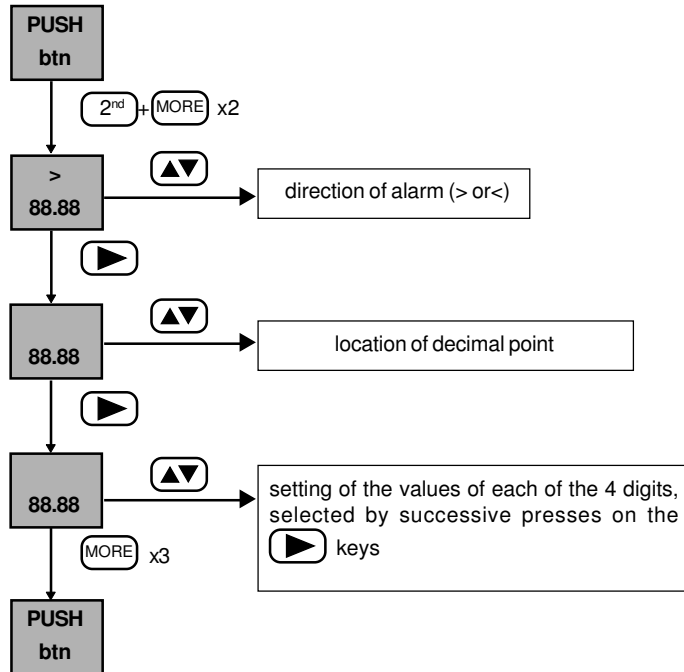 PUSH
btn
2nd + MORE x2
>
88.88
direction of alarm (> or<)
88.88
location of decimal point
88.88
setting of the values of each of the 4 digits,
selected by successive presses on the
keys
MORE x3
PUSH
btn